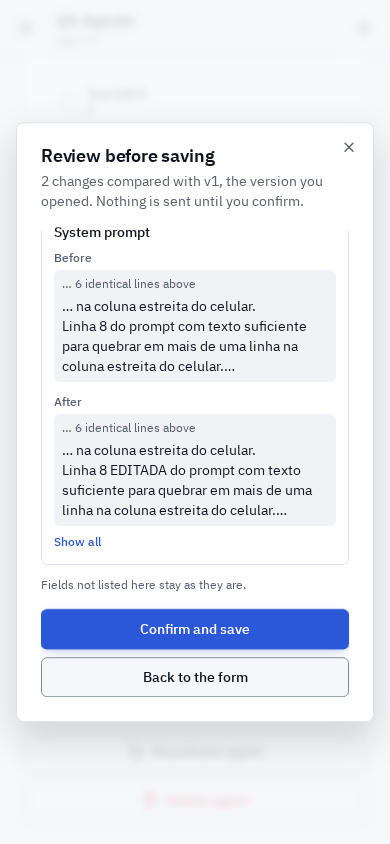 QA Agente
Review before saving
2 changes compared with v1, the version you
opened. Nothing is sent until you confirm.
System prompt
Before
... 6 identical lines above
... na coluna estreita do celular.
Linha 8 do prompt com texto suficiente
para quebrar em mais de uma linha na
coluna estreita do celular....
After
... 6 identical lines above
... na coluna estreita do celular.
Linha 8 EDITADA do prompt com texto
suficiente para quebrar em mais de uma
linha na coluna estreita do celular....
Show all
Fields not listed here stay as they are.
Confirm and save
Back to the form
Delete agent